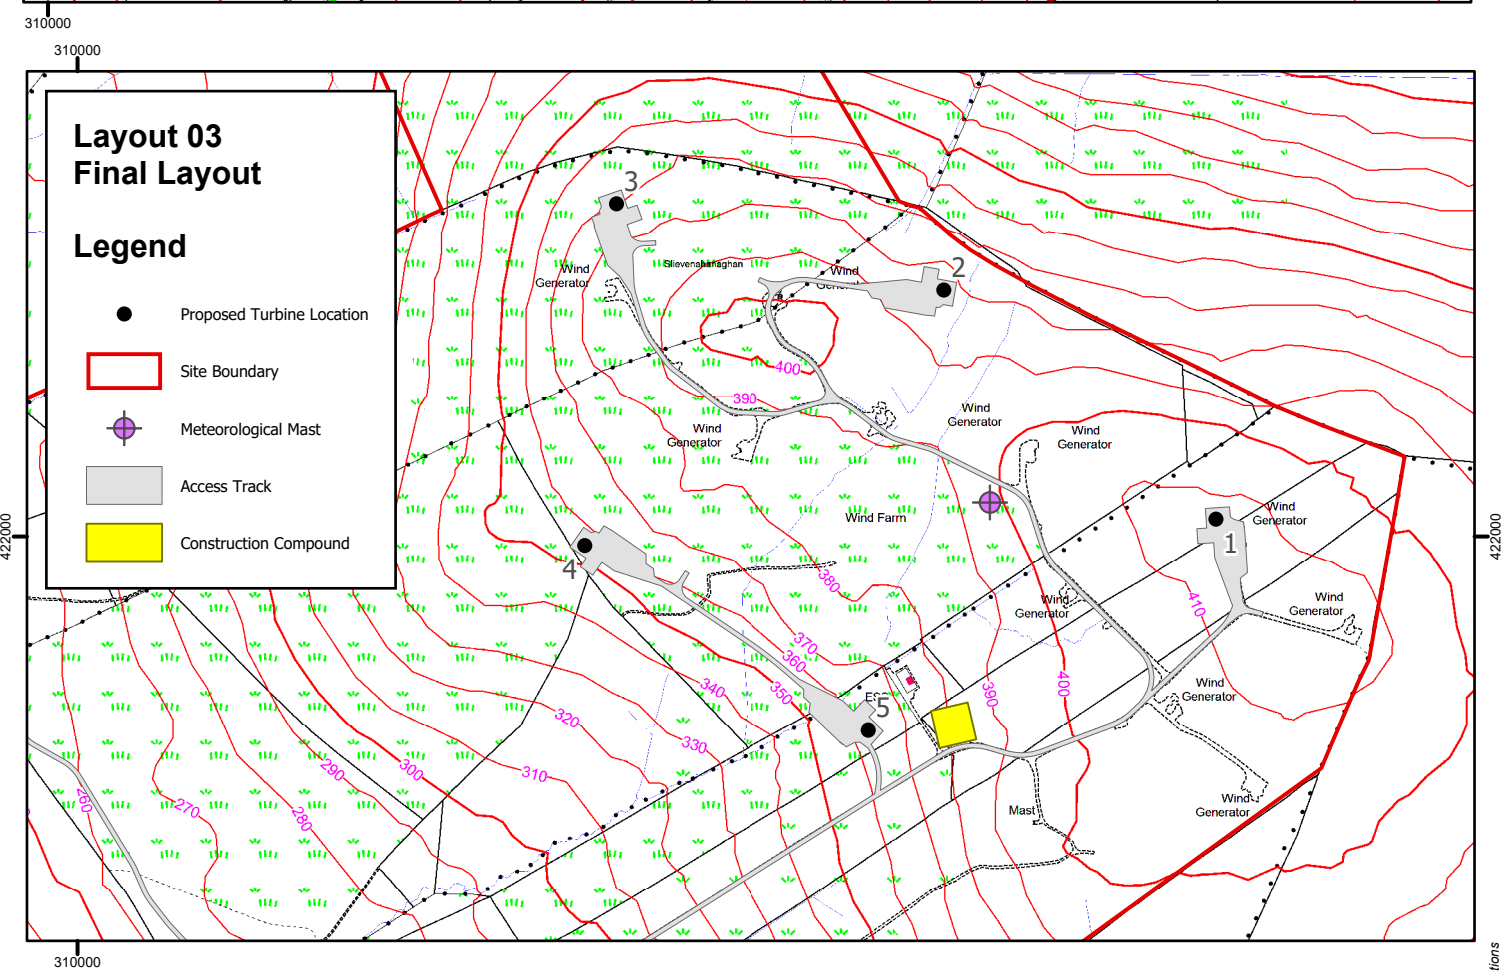 310000
310000
Layout 03
Final Layout
Legend
Proposed Turbine Location
Site Boundary
Meteorological Mast
Access Track
Construction Compound
3
Slievenshanaghan
Wind
Generator
Wind
2
400
390
Wind
Generator
Wind
Generator
Wind
Generator
Wind Farm
Wind
Generator
1
422000
422000
4
380
Wind
Generator
410
Wind
Generator
370
360
350
340
330
320
310
300
290
280
270
260
390
400
Wind
Generator
5
Mast
Wind
Generator
310000
tions